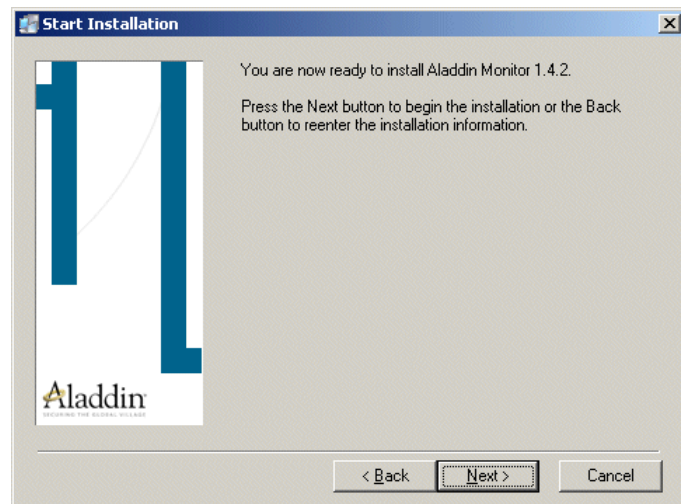 Start Installation
You are now ready to install Aladdin Monitor 1.4.2.
Press the Next button to begin the installation or the Back
button to reenter the installation information.
Aladdin
SECURING THE GLOBAL VILLAGE
< Back
Next >
Cancel